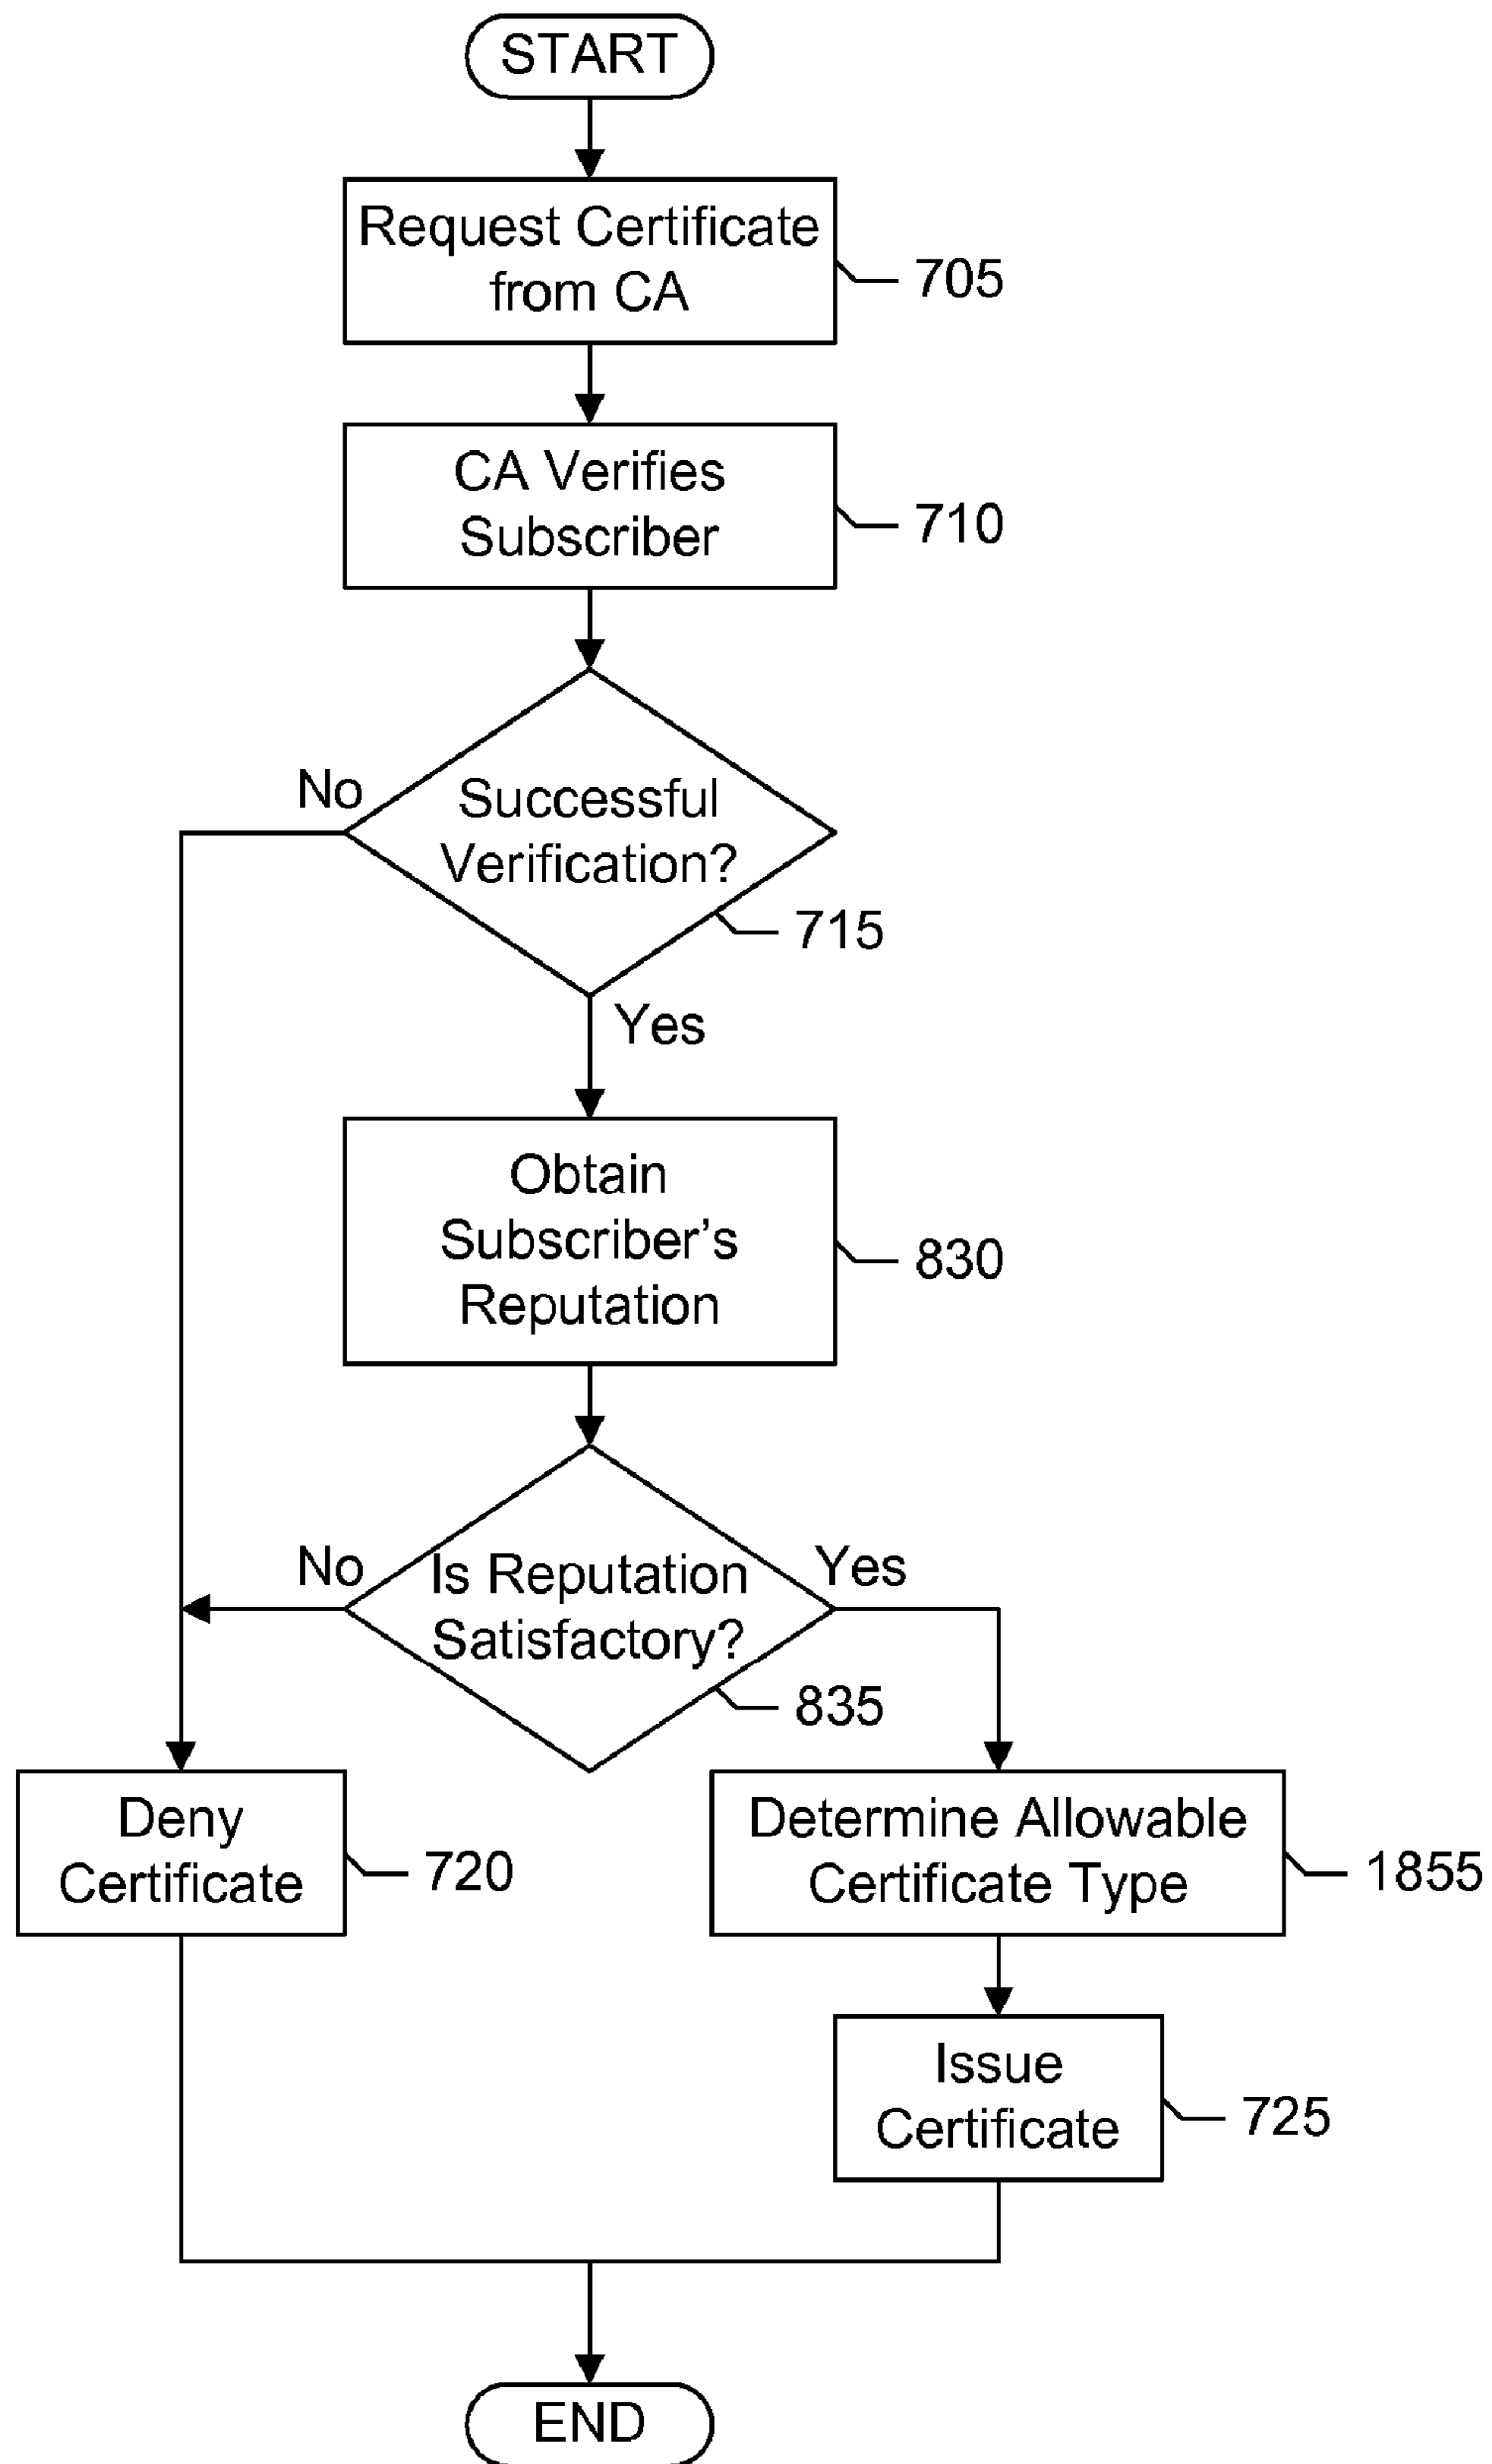 START
Request Certificate
from CA
705
CA Verifies
Subscriber
710
No
Successful
Verification?
715
Yes
Obtain
Subscriber’s
Reputation
830
No
Is Reputation
Satisfactory?
Yes
835
Deny
Certificate
720
Determine Allowable
Certificate Type
1855
Issue
Certificate
725
END